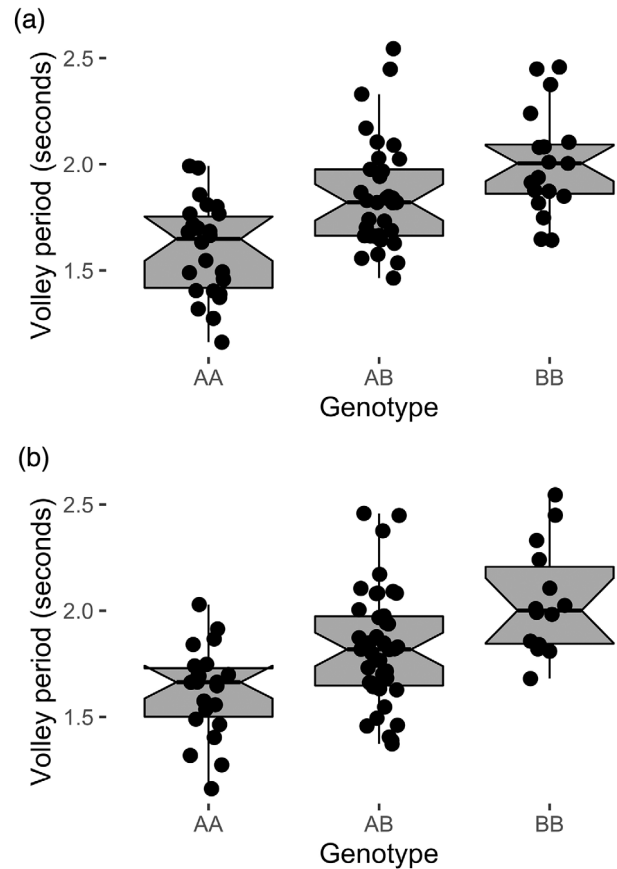 (a)
Volley period (seconds)
2.5
2.0
1.5
AA AB BB
Genotype
(b)
Volley period (seconds)
2.5
2.0
1.5
AA AB BB
Genotype